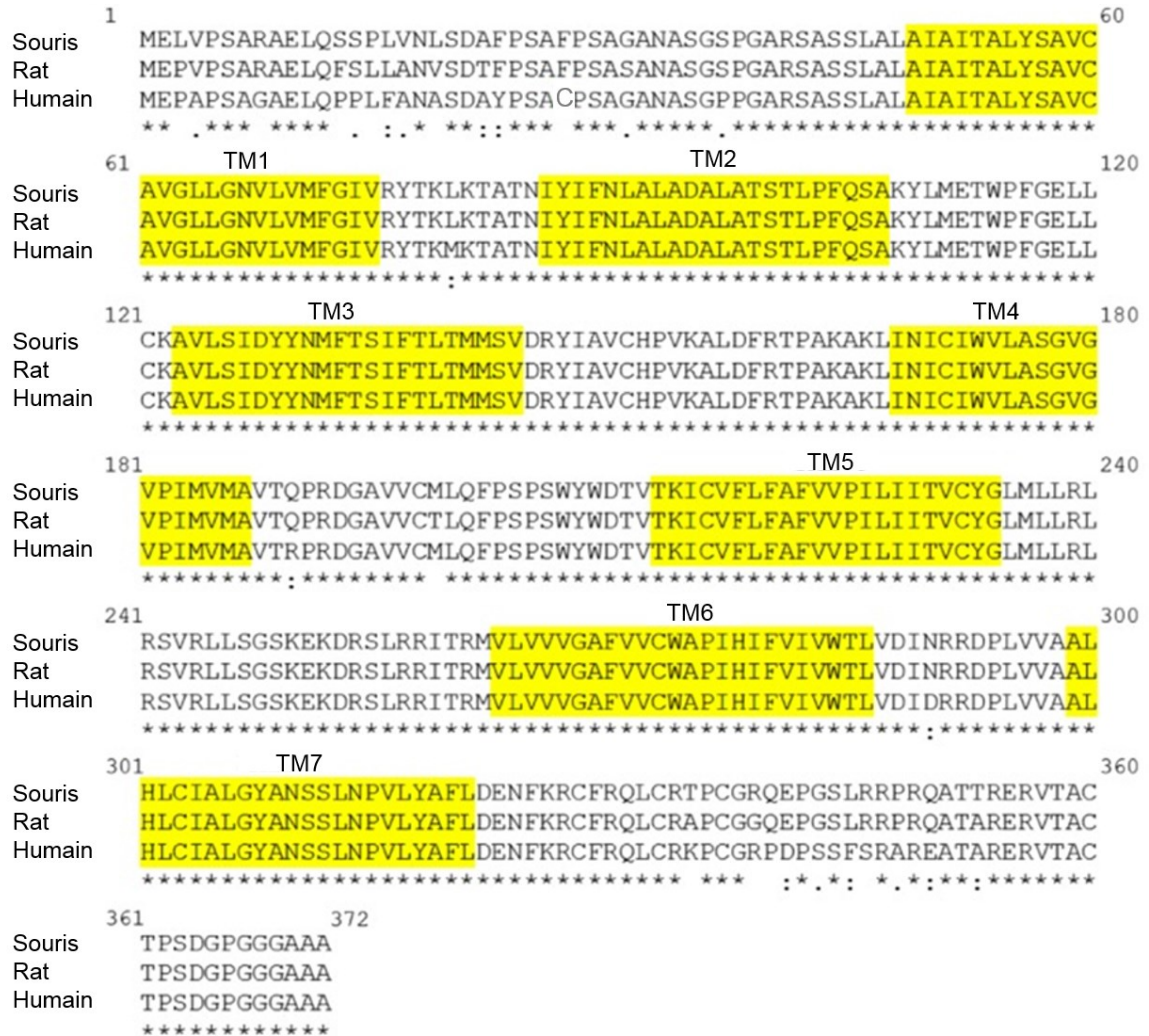 1 60
Souris MELVPSARAELQSSPLVNLSDAFPSAFPSAGANASGSPGARSASSLALAIAITALYSAVC
Rat MEPVPSARAELQFSLLANVSDTFPSAFPSASANASGSPGARSASSLALAIAITALYSAVC
Humain MEPAPSAGAELQPPLFANASDAYPSACPSAGANASGPPGARSASSLALAIAITALYSAVC
** .*** **** . :.* **::*** ***.*****.***********************
61 TM1 TM2 120
Souris AVGLLGNVLVMFGIVRYTKLKTATNIYIFNLALADALATSTLPFQSAKYLMETWPFGELL
Rat AVGLLGNVLVMFGIVRYTKLKTATNIYIFNLALADALATSTLPFQSAKYLMETWPFGELL
Humain AVGLLGNVLVMFGIVRYTKMKTATNIYIFNLALADALATSTLPFQSAKYLMETWPFGELL
*******************:****************************************
121 TM3 TM4 180
Souris CKAVLSIDYYNMFTSIFTLTMMSVDRYIAVCHPVKALDFRTPAKAKLINICIWVLASGVG
Rat CKAVLSIDYYNMFTSIFTLTMMSVDRYIAVCHPVKALDFRTPAKAKLINICIWVLASGVG
Humain CKAVLSIDYYNMFTSIFTLTMMSVDRYIAVCHPVKALDFRTPAKAKLINICIWVLASGVG
************************************************************
181 TM5 240
Souris VPIMVMAVTQPRDGAVVCMLQFPSPSWYWDTVTKICVFLFAFVVPILIITVCYGLMLLRL
Rat VPIMVMAVTQPRDGAVVCTLQFPSPSWYWDTVTKICVFLFAFVVPILIITVCYGLMLLRL
Humain VPIMVMAVTRPRDGAVVCMLQFPSPSWYWDTVTKICVFLFAFVVPILIITVCYGLMLLRL
*********:******** *****************************************
241 TM6 300
Souris RSVRLLSGSKEKDRSLRRITRMVLVVVGAFVVCWAPIHIFVIVWTLVDINRRDPLVVAAL
Rat RSVRLLSGSKEKDRSLRRITRMVLVVVGAFVVCWAPIHIFVIVWTLVDINRRDPLVVAAL
Humain RSVRLLSGSKEKDRSLRRITRMVLVVVGAFVVCWAPIHIFVIVWTLVDIDRRDPLVVAAL
*************************************************:**********
301 TM7 360
Souris HLCIALGYANSSLNPVLYAFLDENFKRCFRQLCRTPCGRQEPGSLRRPRQATTRERVTAC
Rat HLCIALGYANSSLNPVLYAFLDENFKRCFRQLCRAPCGGQEPGSLRRPRQATARERVTAC
Humain HLCIALGYANSSLNPVLYAFLDENFKRCFRQLCRKPCGRPDPSSFSRAREATARERVTAC
********************************** *** :*.*: *.*:**:*******
361 372
Souris TPSDGPGGGAAA
Rat TPSDGPGGGAAA
Humain TPSDGPGGGAAA
************